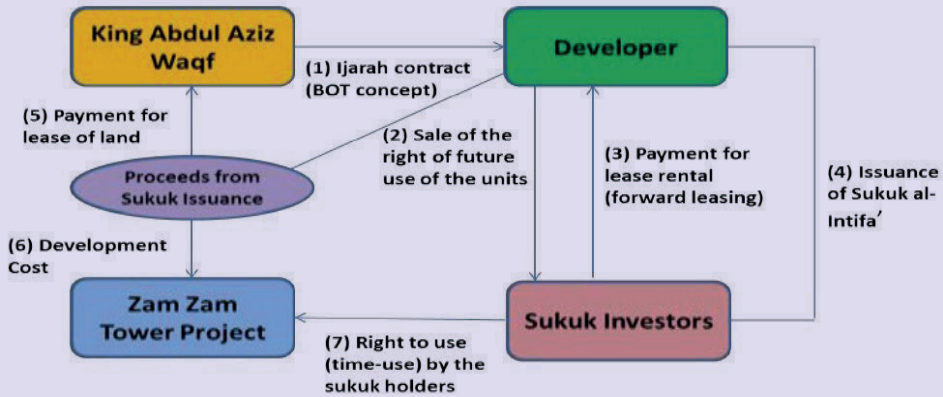 King Abdul Aziz
Waqf
Developer
(1) Ijarah contract
(BOT concept)
(5) Payment for
lease of land
(2) Sale of the
right of future
use of the units
(3) Payment for
lease rental
(forward leasing)
(4) Issuance
of Sukuk al-
Intifa’
Proceeds from
Sukuk Issuance
(6) Development
Cost
Zam Zam
Tower Project
Sukuk Investors
(7) Right to use
(time-use) by the
sukuk holders